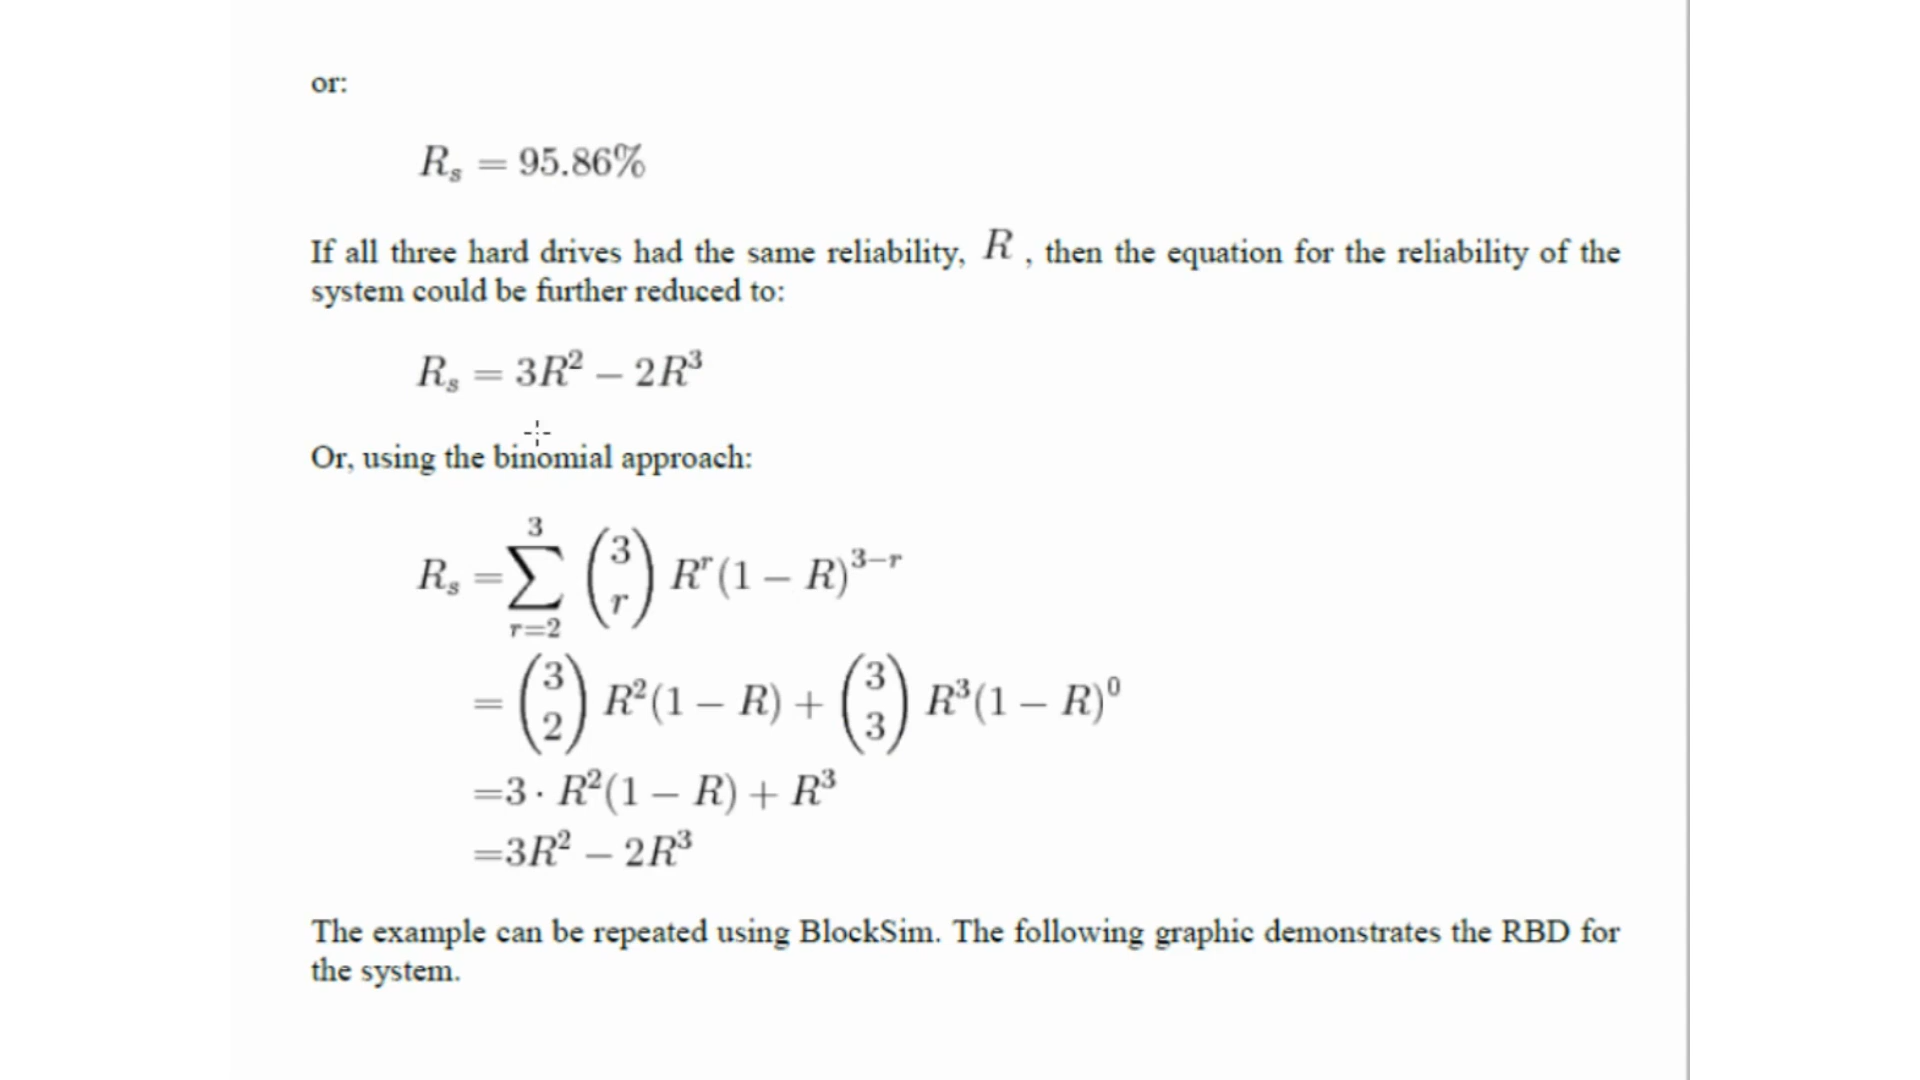 or:
R_s = 95.86%
If all three hard drives had the same reliability, R , then the equation for the reliability of the
system could be further reduced to:
R_s = 3R^2 − 2R^3
Or, using the binomial approach:
R_s = \sum_{r=2}^{3} \binom{3}{r} R^r (1 − R)^{3−r}
= \binom{3}{2} R^2(1 − R) + \binom{3}{3} R^3(1 − R)^0
=3 · R^2(1 − R) + R^3
=3R^2 − 2R^3
The example can be repeated using BlockSim. The following graphic demonstrates the RBD for
the system.